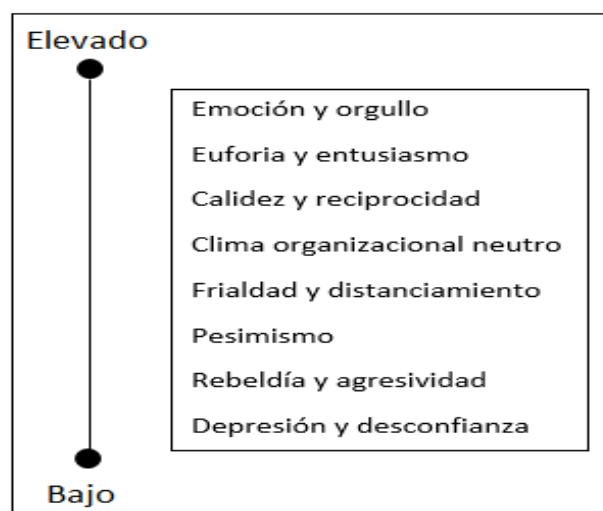 Elevado
Emoción y orgullo
Euforia y entusiasmo
Calidez y reciprocidad
Clima organizacional neutro
Frialdad y distanciamiento
Pesimismo
Rebeldía y agresividad
Depresión y desconfianza
Bajo